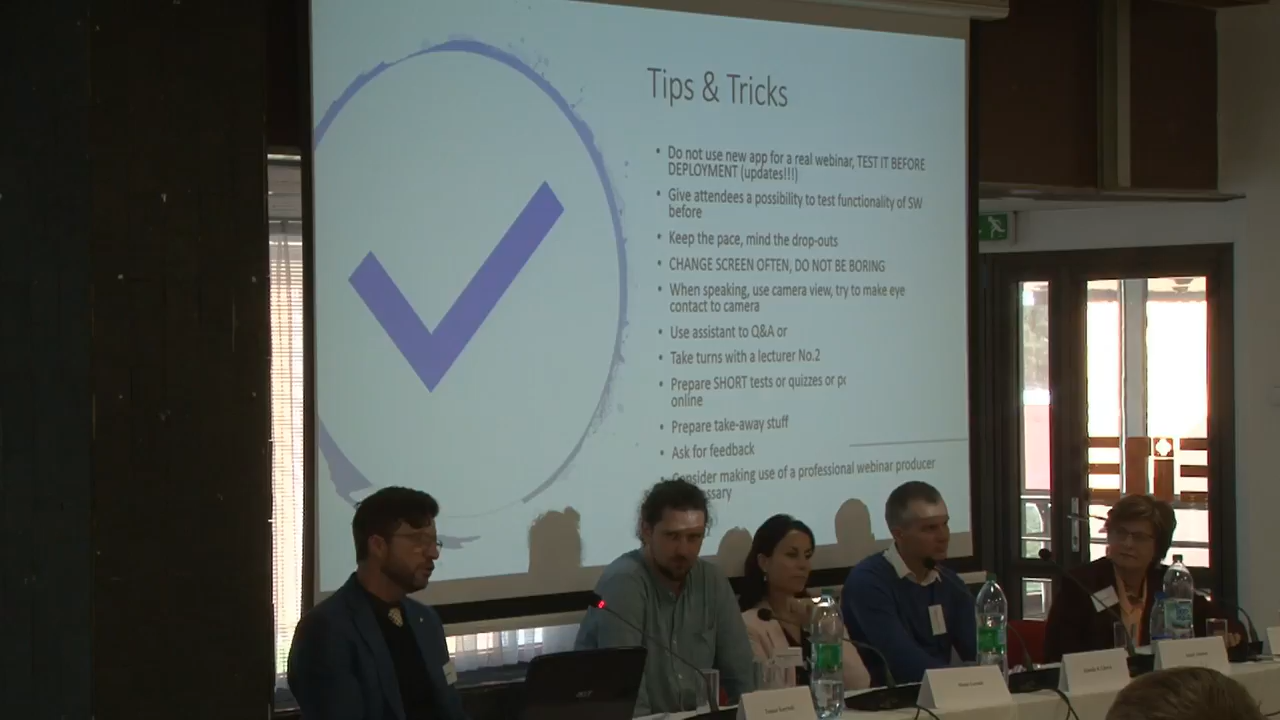 Tips & Tricks
• Do not use new app for a real webinar, TEST IT BEFORE
DEPLOYMENT (updates!!!)
• Give attendees a possibility to test functionality of SW
before
• Keep the pace, mind the drop-outs
• CHANGE SCREEN OFTEN, DO NOT BE BORING
• When speaking, use camera view, try to make eye
contact to camera
• Use assistant to Q&A or
• Take turns with a lecturer No.2
• Prepare SHORT tests or quizzes or
online
• Prepare take-away stuff
• Ask for feedback
• Consider making use of a professional webinar producer
acer